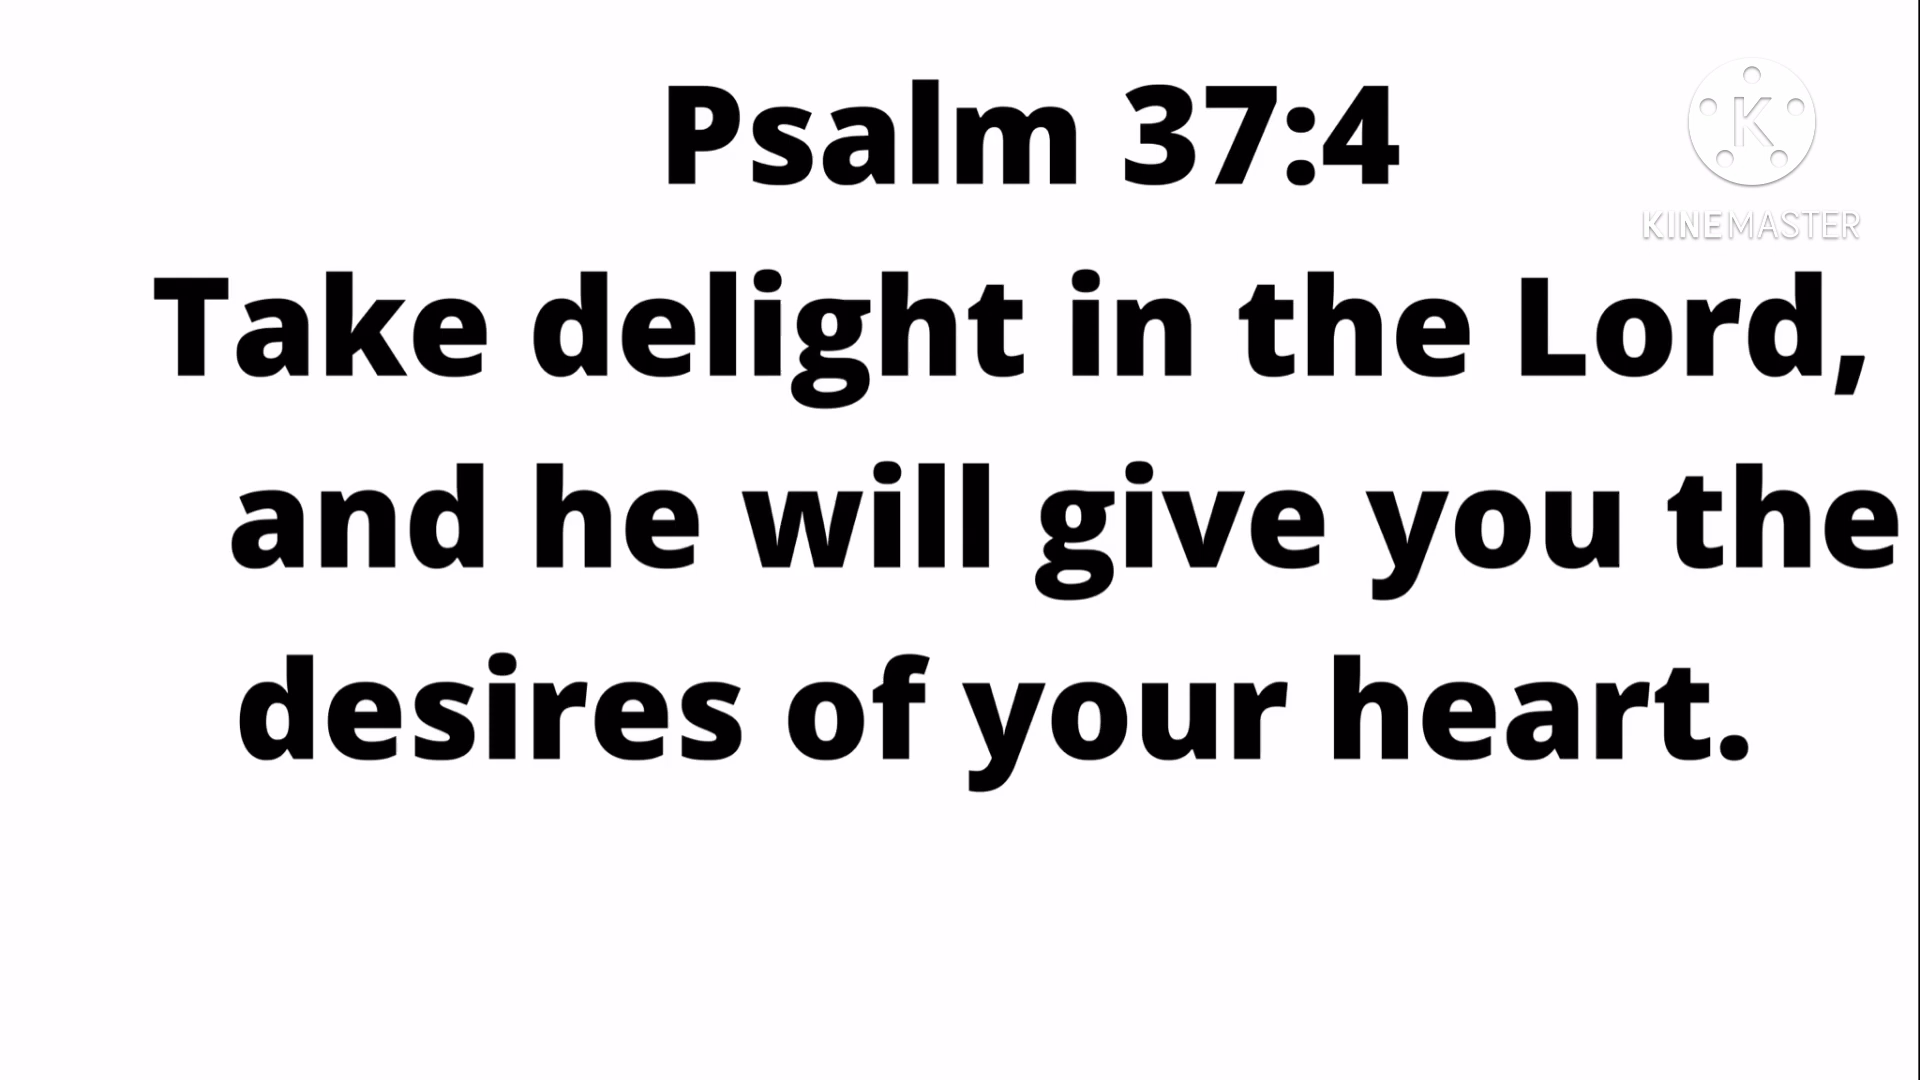 Psalm 37:4
K
KINEMASTER
Take delight in the Lord,
and he will give you the
desires of your heart.